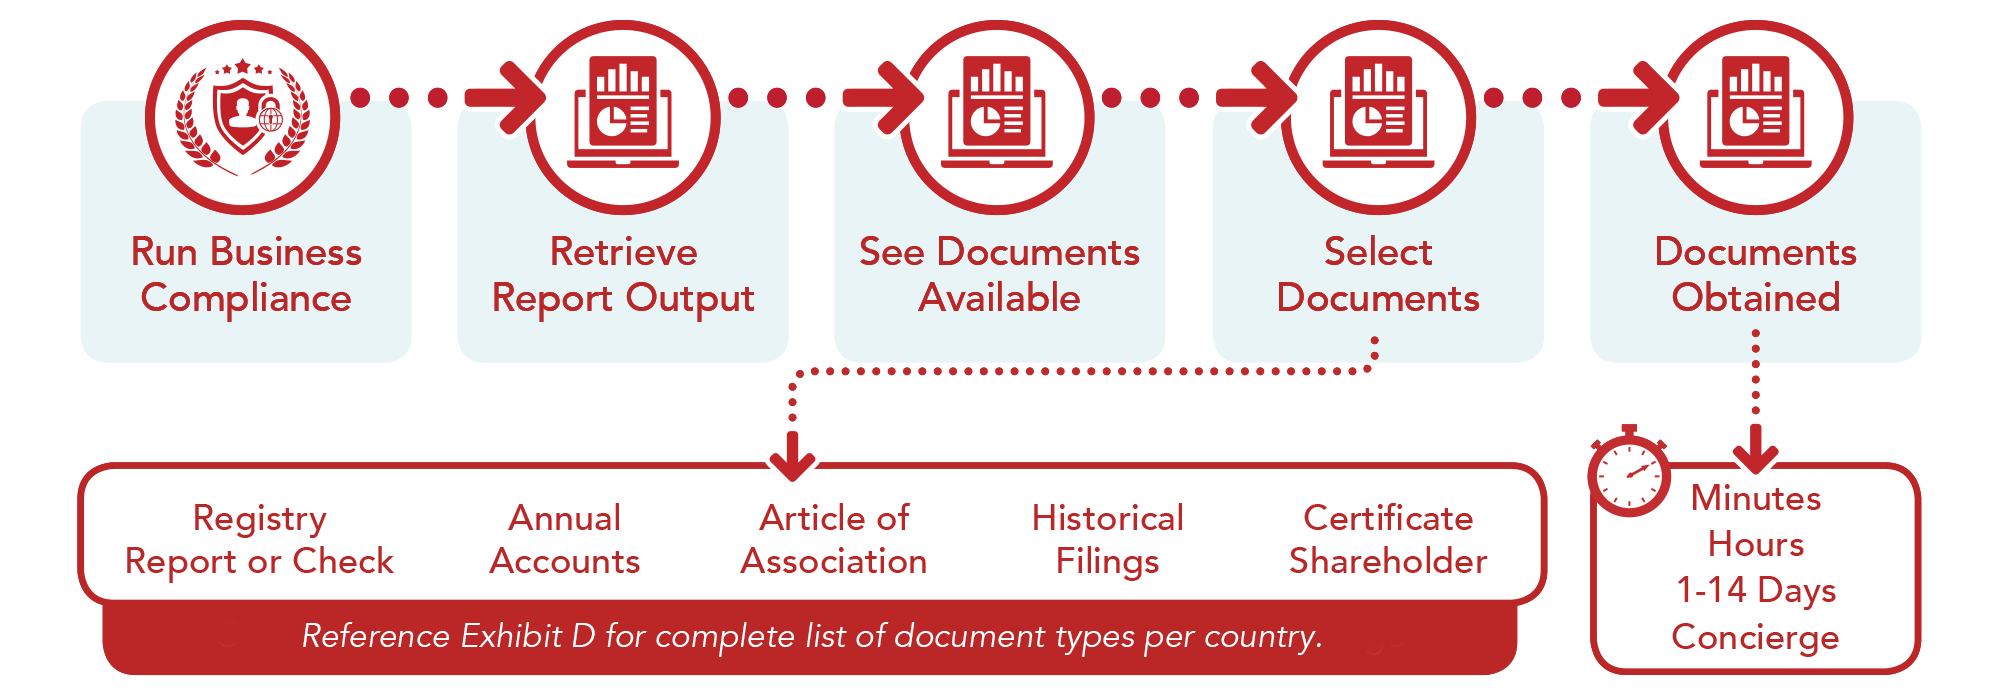 Run Business
Compliance
Retrieve
Report Output
See Documents
Available
Select
Documents
Documents
Obtained
Registry
Report or Check
Annual
Accounts
Article of
Association
Historical
Filings
Certificate
Shareholder
Reference Exhibit D for complete list of document types per country.
Minutes
Hours
1-14 Days
Concierge